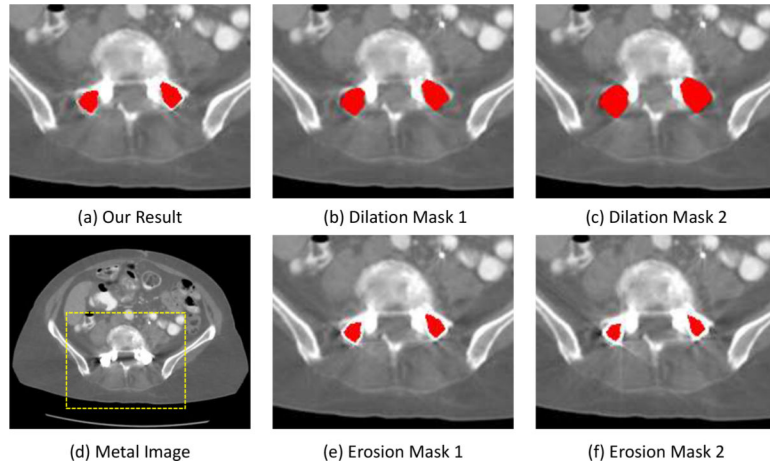 (a) Our Result
(b) Dilation Mask 1
(c) Dilation Mask 2
(d) Metal Image
(e) Erosion Mask 1
(f) Erosion Mask 2